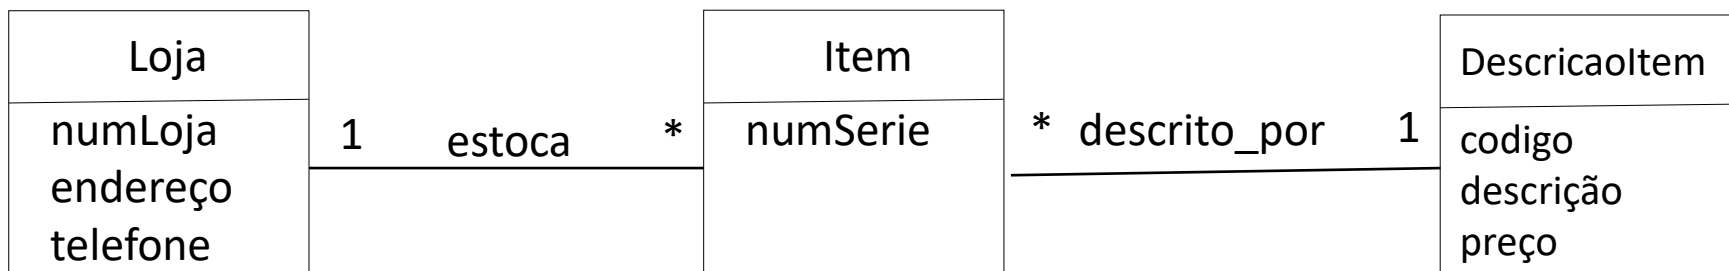 Loja
numLoja
endereço
telefone
1 estoca *
Item
numSerie
* descrito_por 1
DescricaoItem
codigo
descrição
preço